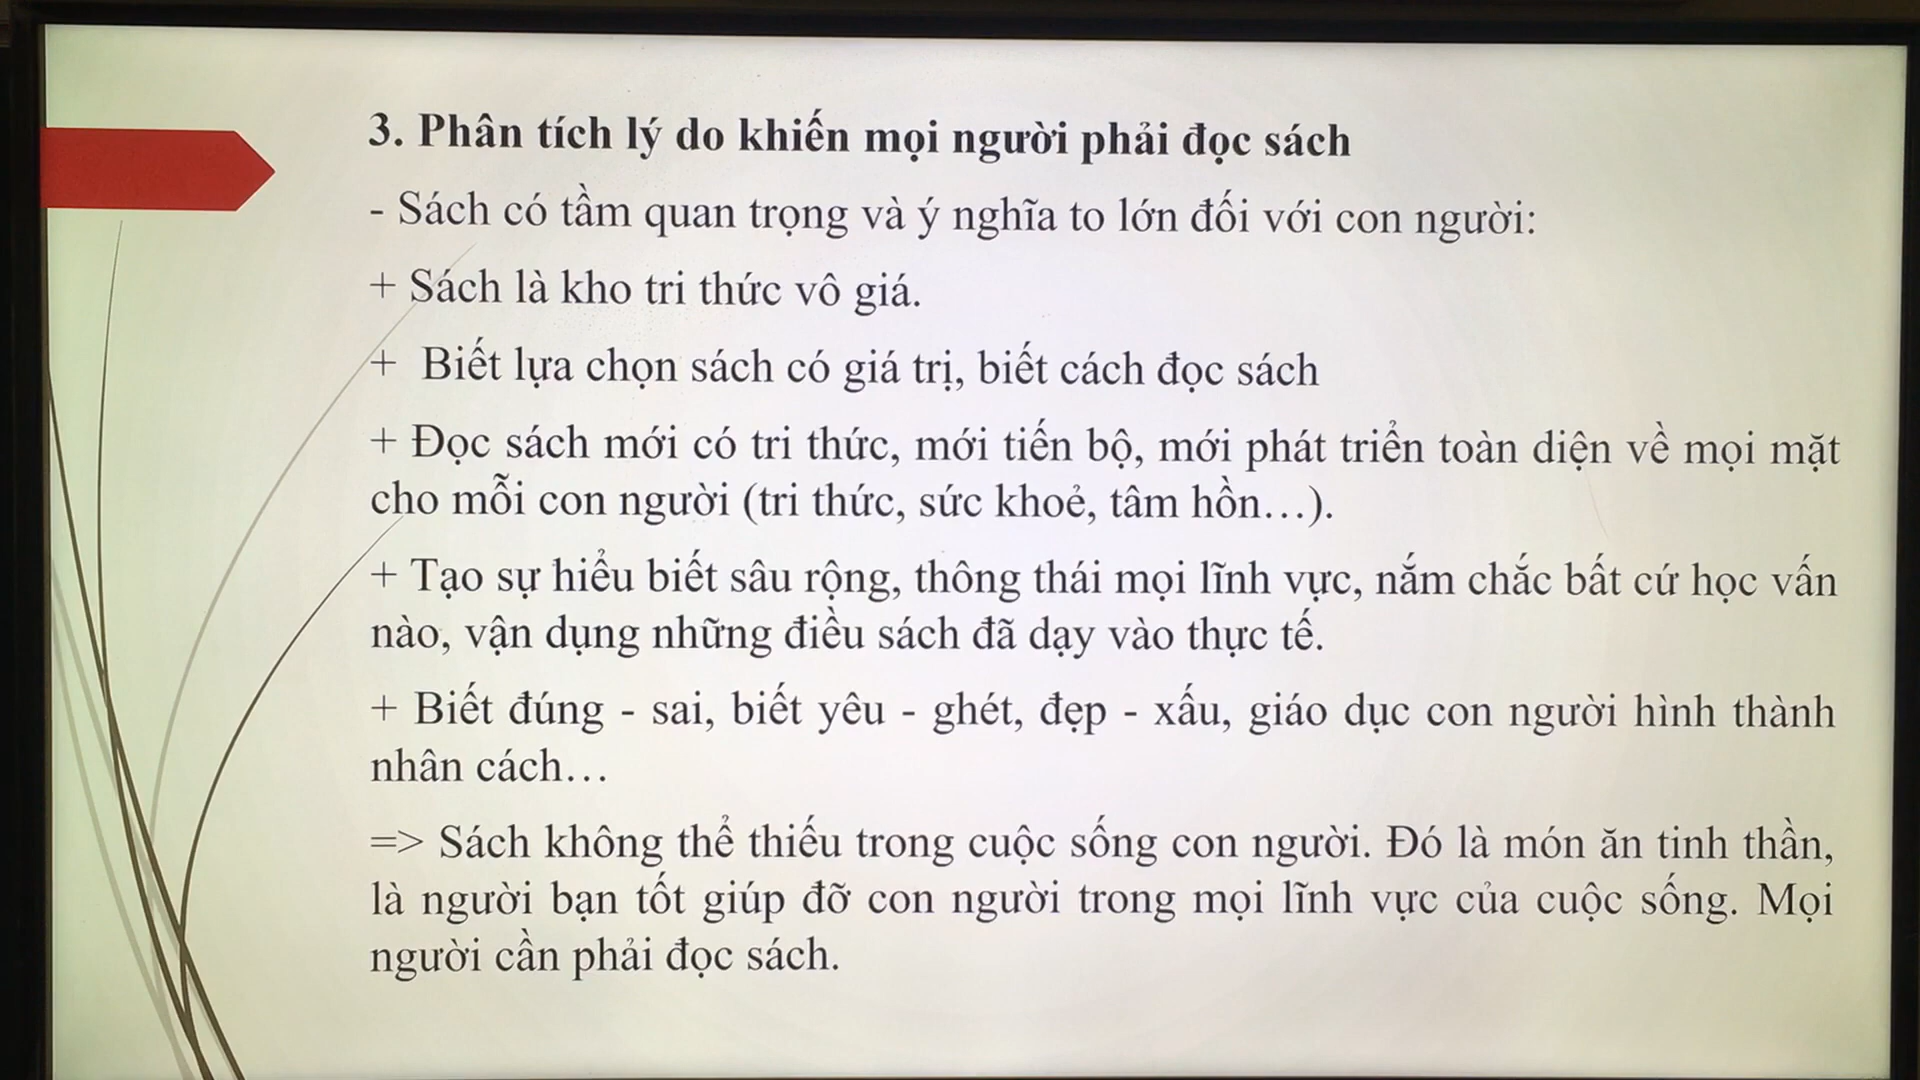 3. Phân tích lý do khiến mọi người phải đọc sách
- Sách có tầm quan trọng và ý nghĩa to lớn đối với con người:
+ Sách là kho tri thức vô giá.
+ Biết lựa chọn sách có giá trị, biết cách đọc sách
+ Đọc sách mới có tri thức, mới tiến bộ, mới phát triển toàn diện về mọi mặt
cho mỗi con người (tri thức, sức khoẻ, tâm hồn…).
+ Tạo sự hiểu biết sâu rộng, thông thái mọi lĩnh vực, nắm chắc bất cứ học vấn
nào, vận dụng những điều sách đã dạy vào thực tế.
+ Biết đúng - sai, biết yêu - ghét, đẹp - xấu, giáo dục con người hình thành
nhân cách…
=> Sách không thể thiếu trong cuộc sống con người. Đó là món ăn tinh thần,
là người bạn tốt giúp đỡ con người trong mọi lĩnh vực của cuộc sống. Mọi
người cần phải đọc sách.